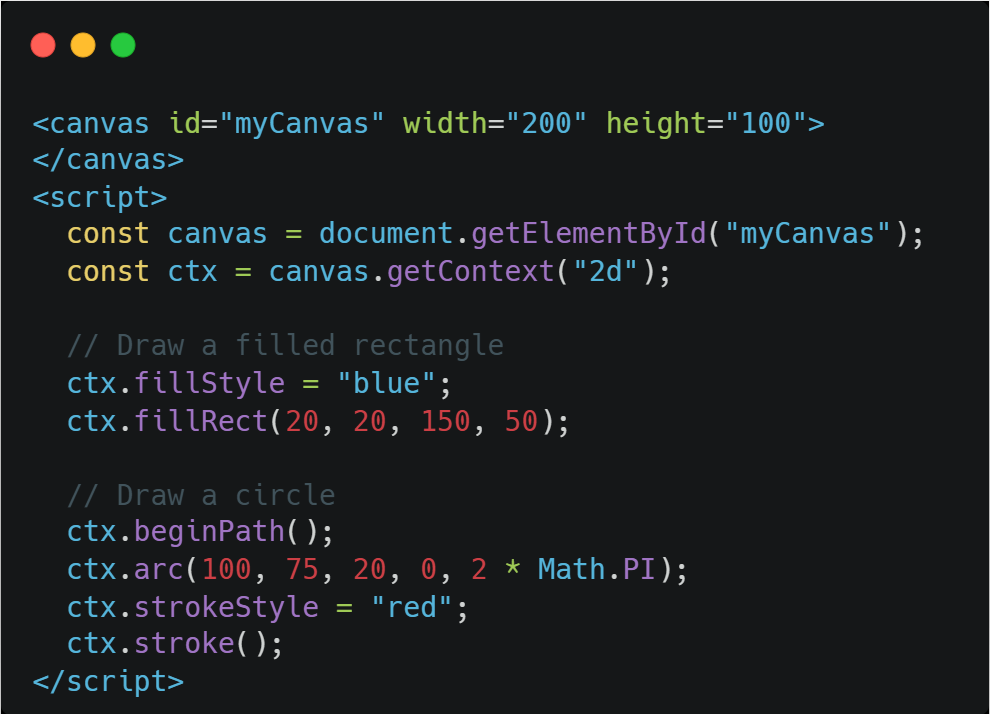 <canvas id="myCanvas" width="200" height="100">
</canvas>
<script>
  const canvas = document.getElementById("myCanvas");
  const ctx = canvas.getContext("2d");

  // Draw a filled rectangle
  ctx.fillStyle = "blue";
  ctx.fillRect(20, 20, 150, 50);

  // Draw a circle
  ctx.beginPath();
  ctx.arc(100, 75, 20, 0, 2 * Math.PI);
  ctx.strokeStyle = "red";
  ctx.stroke();
</script>